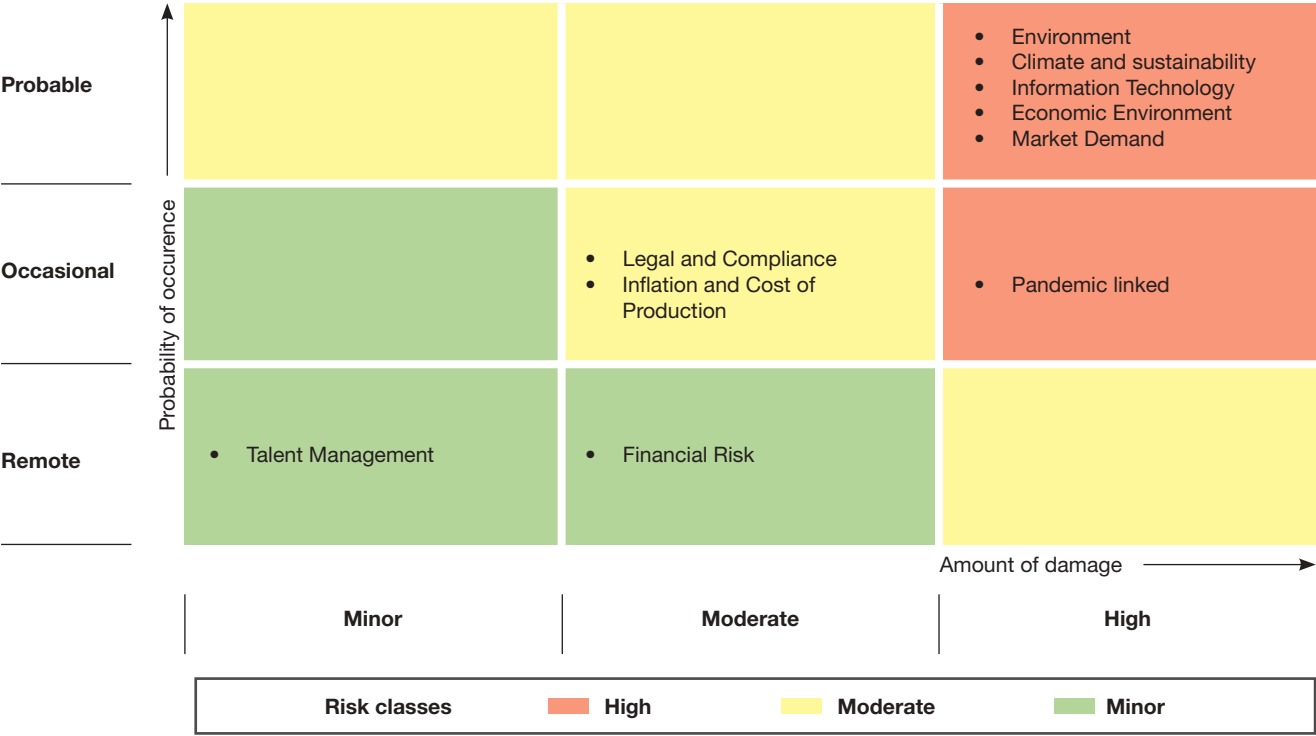 Probable
Occasional
Remote
Probability of occurence
• Environment
• Climate and sustainability
• Information Technology
• Economic Environment
• Market Demand
• Legal and Compliance
• Inflation and Cost of
Production
• Pandemic linked
• Talent Management
• Financial Risk
Amount of damage
Minor
Moderate
High
Risk classes
High
Moderate
Minor